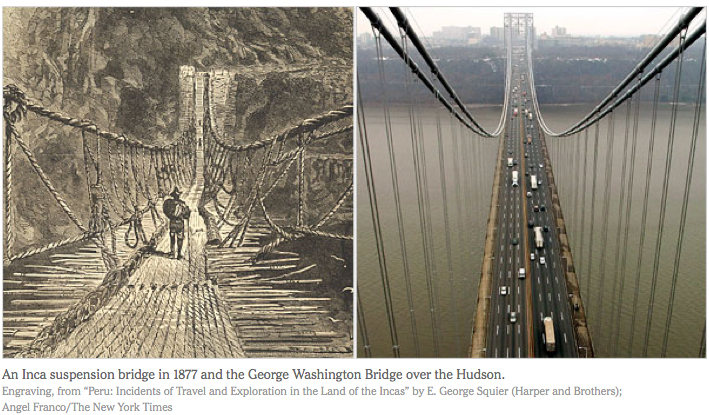 An Inca suspension bridge in 1877 and the George Washington Bridge over the Hudson.
Engraving, from “Peru: Incidents of Travel and Exploration in the Land of the Incas” by E. George Squier (Harper and Brothers);
Angel Franco/The New York Times